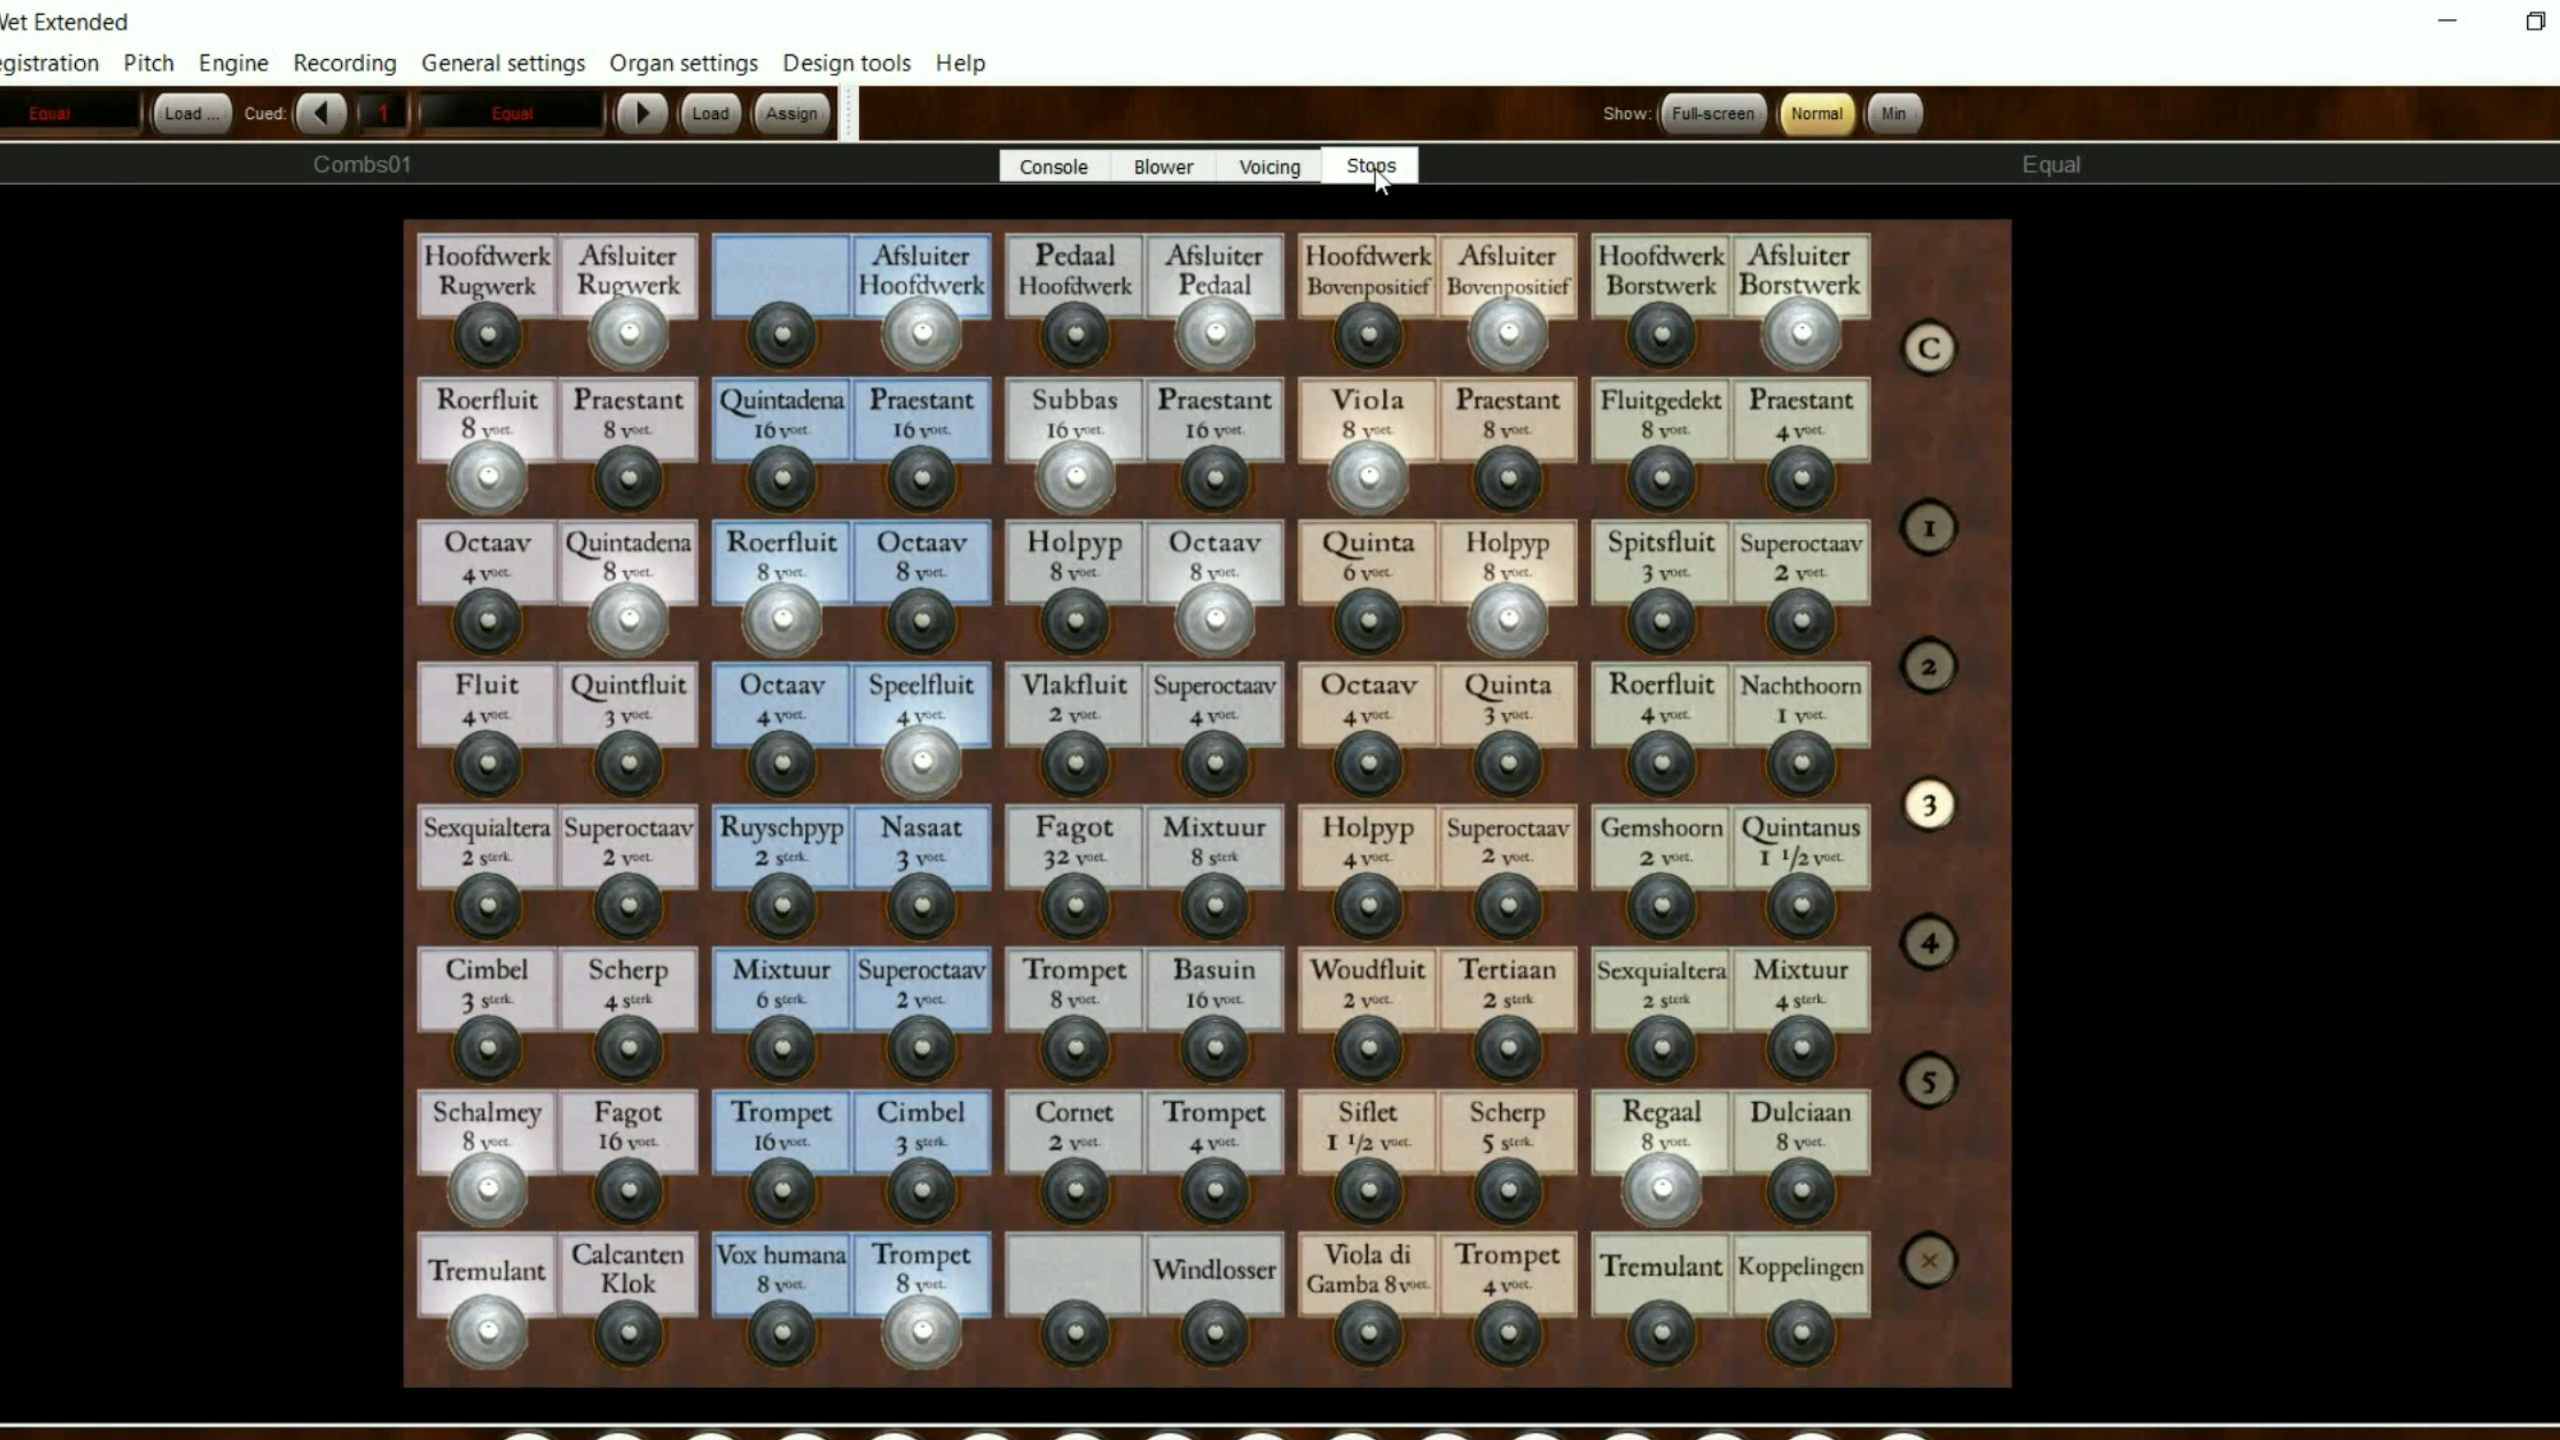 Wet Extended
egistration Pitch Engine Recording General settings Organ settings Design tools Help
Equal Load ... Cued: 1 Equal Load Assign Show: Full-screen Normal Min
Combs01 Console Blower Voicing Stops Equal
Hoofdwerk Afsluiter Afsluiter Pedaal Afsluiter Hoofdwerk Afsluiter Hoofdwerk Afsluiter
Rugwerk Rugwerk Hoofdwerk Hoofdwerk Pedaal Bovenpositief Bovenpositief Borstwerk Borstwerk
C
Roerfluit Praestant Quintadena Praestant Subbas Praestant Viola Praestant Fluitgedekt Praestant
8 voet. 8 voet. 16 voet. 16 voet. 16 voet. 16 voet. 8 voet. 8 voet. 8 voet. 4 voet.
1
Octaav Quintadena Roerfluit Octaav Holpyp Octaav Quinta Holpyp Spitsfluit Superoctaav
4 voet. 8 voet. 8 voet. 8 voet. 8 voet. 8 voet. 6 voet. 8 voet. 3 voet. 2 voet.
2
Fluit Quintfluit Octaav Speelfluit Vlakfluit Superoctaav Octaav Quinta Roerfluit Nachthoorn
4 voet. 3 voet. 4 voet. 4 voet. 2 voet. 4 voet. 4 voet. 3 voet. 4 voet. 1 voet.
3
Sexquialtera Superoctaav Ruyschpyp Nasaat Fagot Mixtuur Holpyp Superoctaav Gemshoorn Quintanus
2 sterk. 2 voet. 2 sterk. 3 voet. 32 voet. 8 sterk 4 voet. 2 voet. 2 voet. 1 1/2 voet.
4
Cimbel Scherp Mixtuur Superoctaav Trompet Basuin Woudfluit Tertiaan Sexquialtera Mixtuur
3 sterk. 4 sterk 6 sterk. 2 voet. 8 voet. 16 voet. 2 voet. 2 sterk 2 sterk 4 sterk.
5
Schalmey Fagot Trompet Cimbel Cornet Trompet Siflet Scherp Regaal Dulciaan
8 voet. 16 voet. 16 voet. 3 sterk. 2 voet. 4 voet. 1 1/2 voet. 5 sterk. 8 voet. 8 voet.
Tremulant Calcanten Vox humana Trompet Windlosser Viola di Trompet Tremulant Koppelingen
Klok 8 voet. 8 voet. Gamba 8 voet. 4 voet.
×